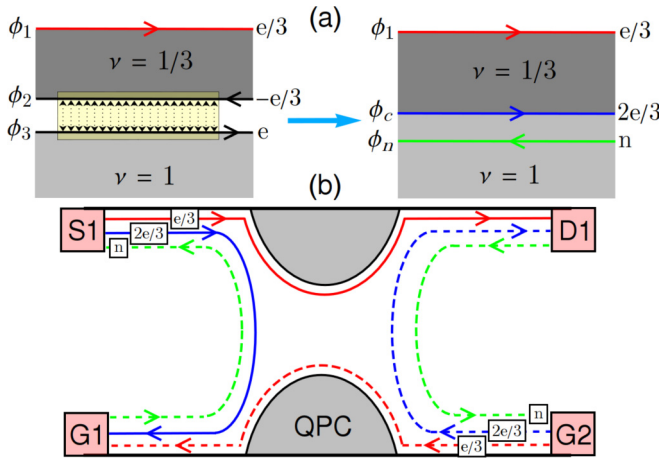 (a)
ϕ₁ e/3
ν = 1/3
ϕ₂ −e/3
ϕ₃ e
ν = 1
ϕ₁ e/3
ν = 1/3
ϕc 2e/3
ϕn n
ν = 1
(b)
S1 e/3 D1
2e/3
n
G1 QPC G2
n
2e/3
e/3